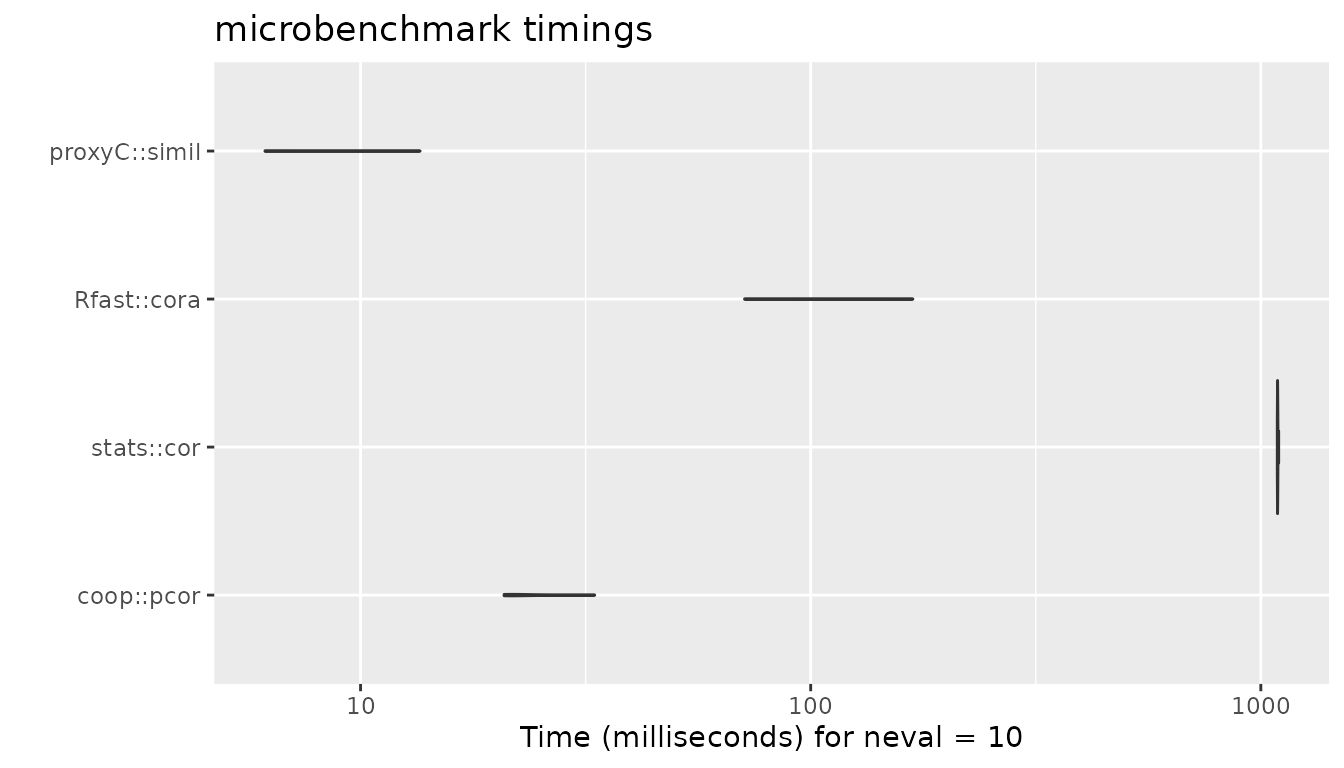 microbenchmark timings
proxyC::simil
Rfast::cora
stats::cor
coop::pcor
10 100 1000
Time (milliseconds) for neval = 10